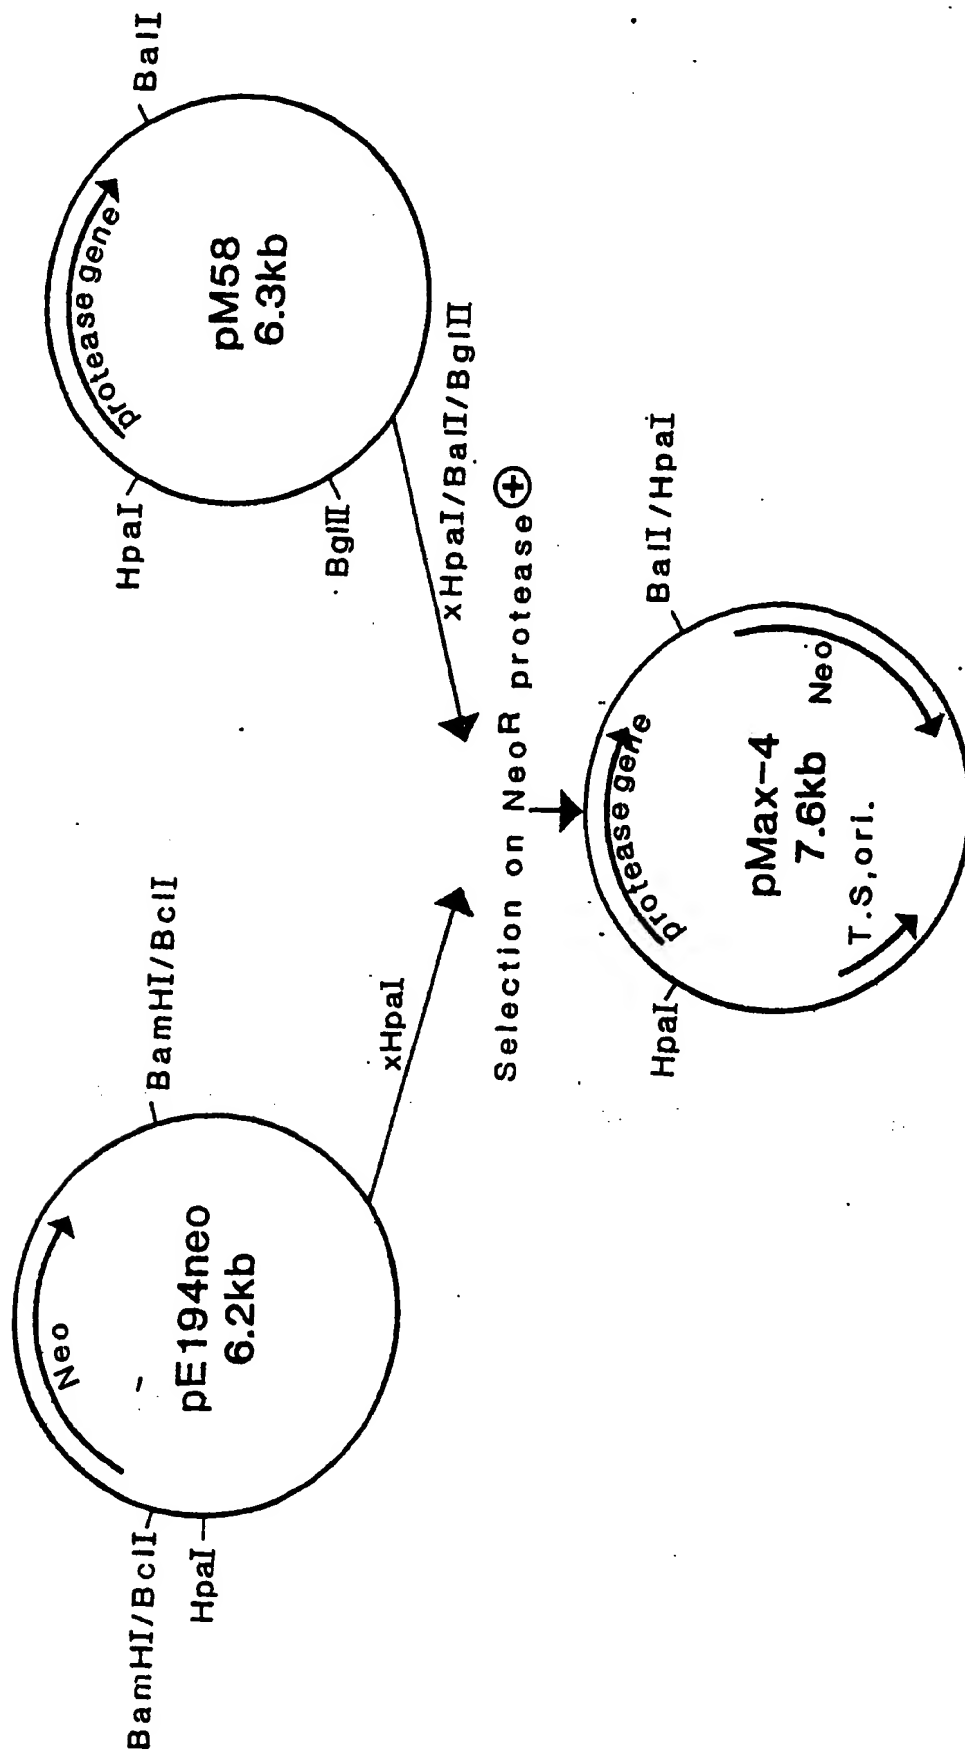 BamHI/BclI
HpaI
Neo
BamHI/BclI
pE194neo
6.2kb
xHpaI
HpaI
protease gene
BalI
BglII
pM58
6.3kb
xHpaI/BalI/BglII
Selection on NeoR protease ⊕
HpaI
protease gene
BalI/HpaI
pMax-4
7.6kb
T.S,ori.
Neo